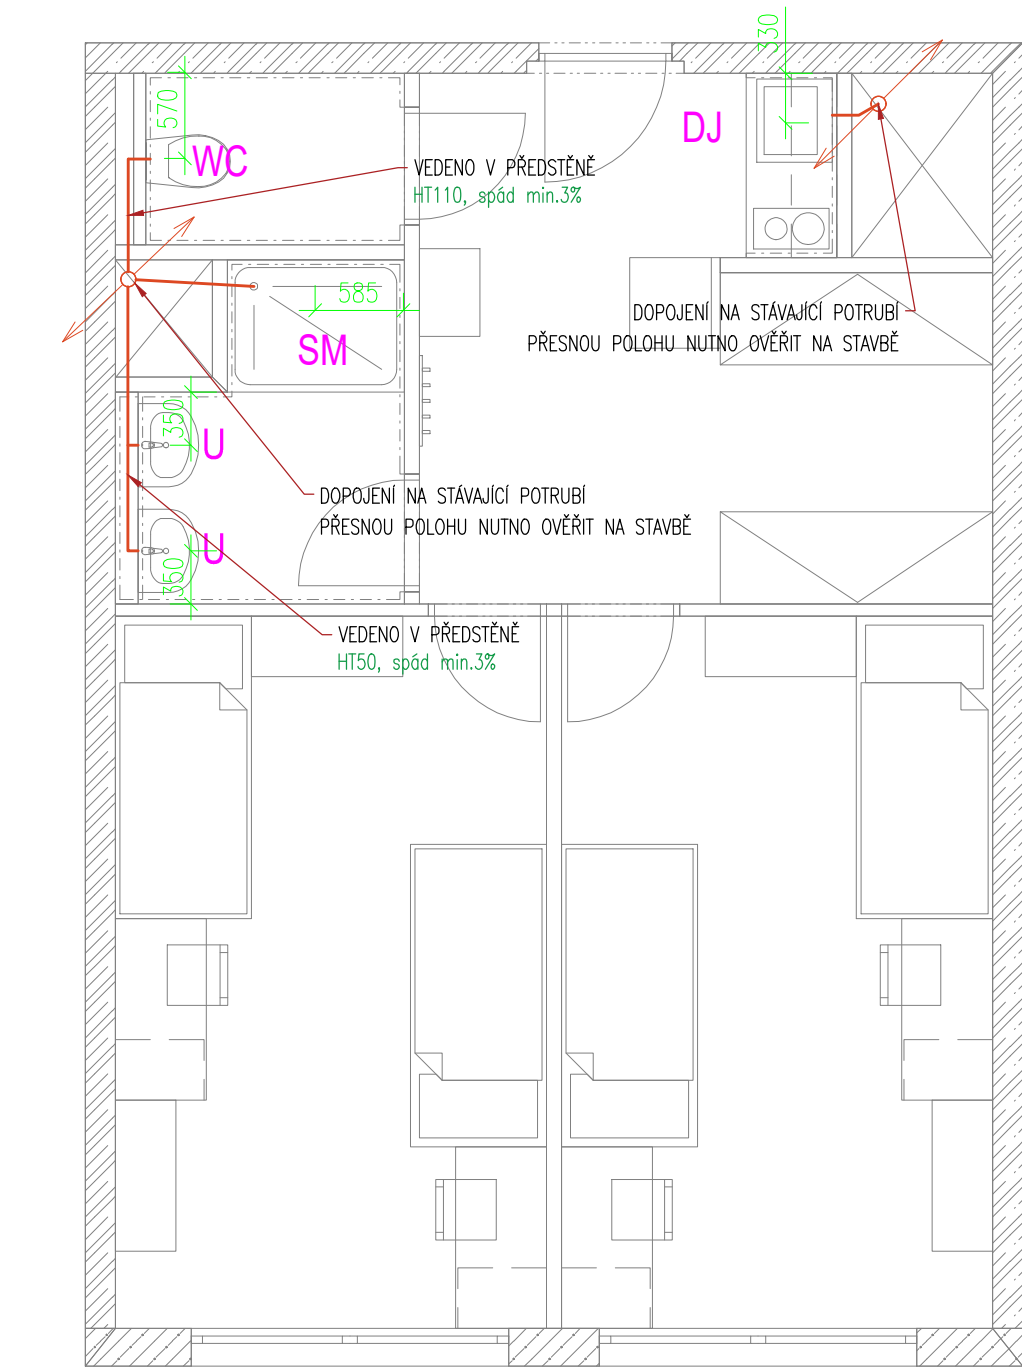 330
570
DJ
WC
VEDENO V PŘEDSTĚNĚ
HT110, spád min.3%
585
DOPOJENÍ NA STÁVAJÍCÍ POTRUBÍ
PŘESNOU POLOHU NUTNO OVĚŘIT NA STAVBĚ
SM
350
U
DOPOJENÍ NA STÁVAJÍCÍ POTRUBÍ
PŘESNOU POLOHU NUTNO OVĚŘIT NA STAVBĚ
U
350
VEDENO V PŘEDSTĚNĚ
HT50, spád min.3%